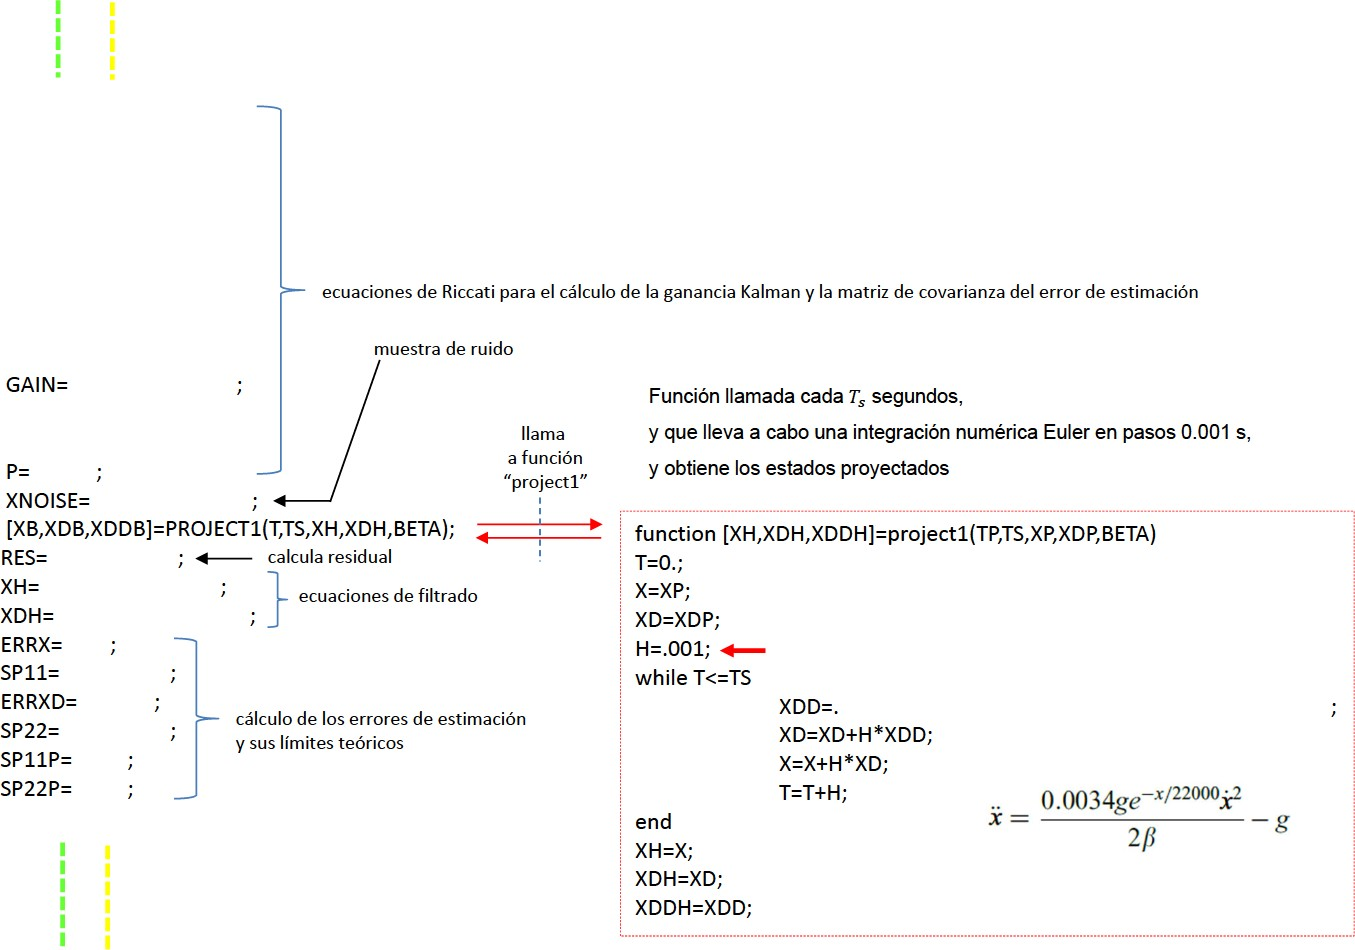 ecuaciones de Riccati para el cálculo de la ganancia Kalman y la matriz de covarianza del error de estimación
muestra de ruido
GAIN= ;
P= ;
XNOISE= ;
[XB,XDB,XDDB]=PROJECT1(T,TS,XH,XDH,BETA);
RES= ;
calcula residual
XH= ;
XDH= ;
ecuaciones de filtrado
ERRX= ;
SP11= ;
ERRXD= ;
SP22= ;
SP11P= ;
SP22P= ;
cálculo de los errores de estimación
y sus límites teóricos
llama
a función
“project1”
Función llamada cada Tₛ segundos,
y que lleva a cabo una integración numérica Euler en pasos 0.001 s,
y obtiene los estados proyectados
function [XH,XDH,XDDH]=project1(TP,TS,XP,XDP,BETA)
T=0.;
X=XP;
XD=XDP;
H=.001;
while T<=TS
XDD=. ;
XD=XD+H*XDD;
X=X+H*XD;
T=T+H;
end
XH=X;
XDH=XD;
XDDH=XDD;
ẍ = 0.0034ge^{-x/22000}ẋ² / 2β − g